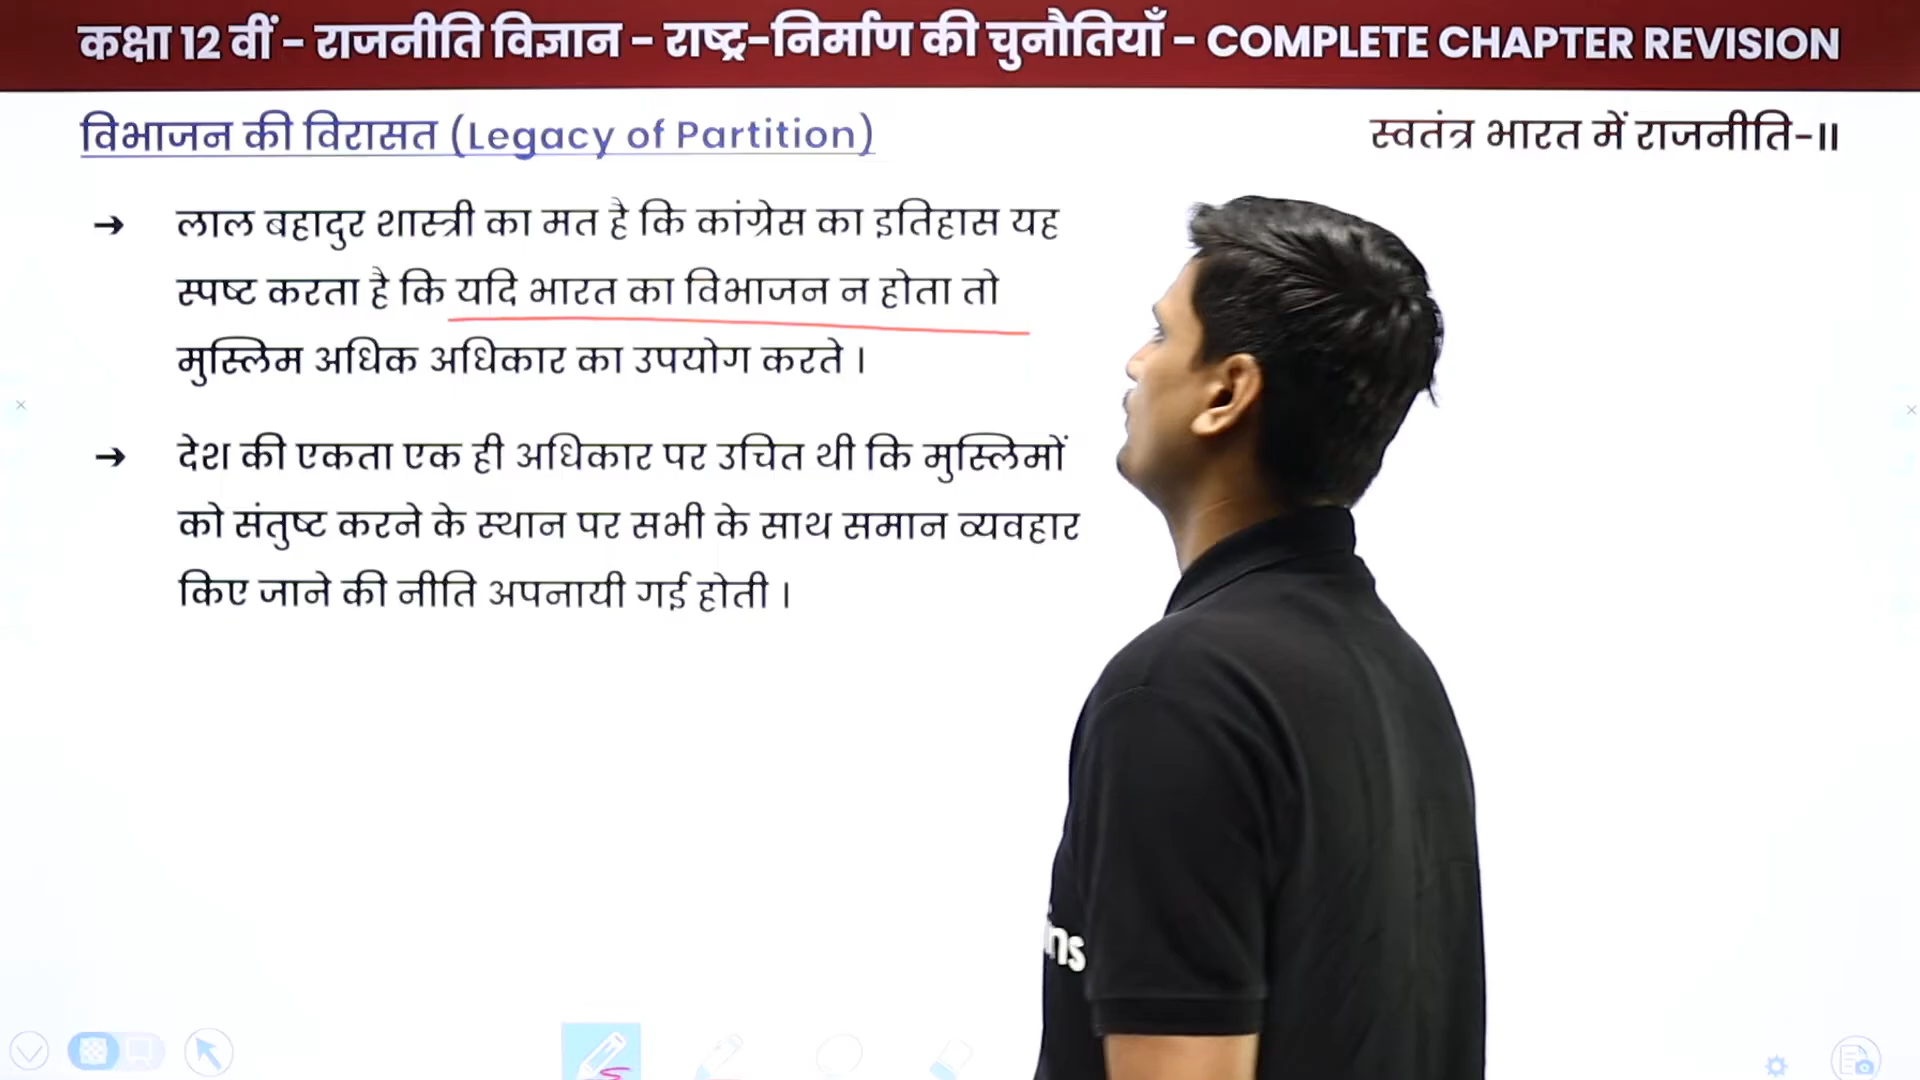 कक्षा 12 वीं - राजनीति विज्ञान - राष्ट्र-निर्माण की चुनौतियाँ - COMPLETE CHAPTER REVISION
विभाजन की विरासत (Legacy of Partition)
स्वतंत्र भारत में राजनीति-II
➔ लाल बहादुर शास्त्री का मत है कि कांग्रेस का इतिहास यह
स्पष्ट करता है कि यदि भारत का विभाजन न होता तो
मुस्लिम अधिक अधिकार का उपयोग करते ।
➔ देश की एकता एक ही अधिकार पर उचित थी कि मुस्लिमों
को संतुष्ट करने के स्थान पर सभी के साथ समान व्यवहार
किए जाने की नीति अपनायी गई होती ।